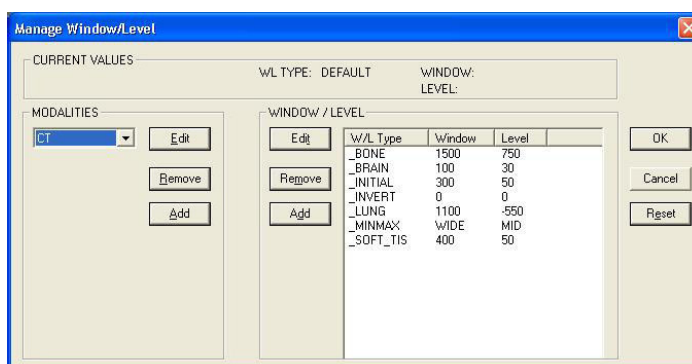 Manage Window/Level
CURRENT VALUES
WL TYPE: DEFAULT WINDOW:
LEVEL:
MODALITIES
CT
Edit
Remove
Add
WINDOW / LEVEL
Edit
Remove
Add
W/L Type Window Level
_BONE 1500 750
_BRAIN 100 30
_INITIAL 300 50
_INVERT 0 0
_LUNG 1100 -550
_MINMAX WIDE MID
_SOFT_TIS 400 50
OK
Cancel
Reset